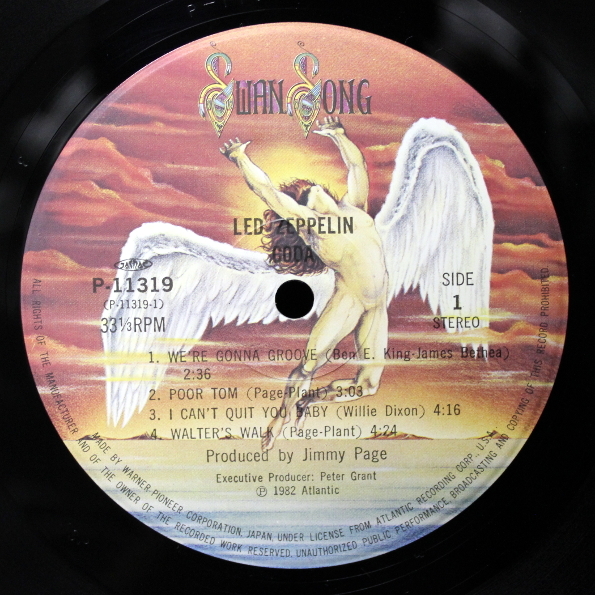 SWAN SONG
LED ZEPPELIN
CODA
P-11319
(P-11319-1)
33⅓RPM
SIDE
1
STEREO
1. WE'RE GONNA GROOVE (Ben E. King-James Bethea)
2:36
2. POOR TOM (Page-Plant) 3:03
3. I CAN'T QUIT YOU BABY (Willie Dixon) 4:16
4. WALTER'S WALK (Page-Plant) 4:24
Produced by Jimmy Page
Executive Producer: Peter Grant
Ⓟ 1982 Atlantic
MADE BY WARNER-PIONEER CORPORATION, JAPAN, UNDER LICENSE FROM ATLANTIC RECORDING CORP. U.S.A.
ALL RIGHTS OF THE MANUFACTURER AND OF THE OWNER OF THE RECORDED WORK RESERVED. UNAUTHORIZED PUBLIC PERFORMANCE, BROADCASTING AND COPYING OF THIS RECORD PROHIBITED.